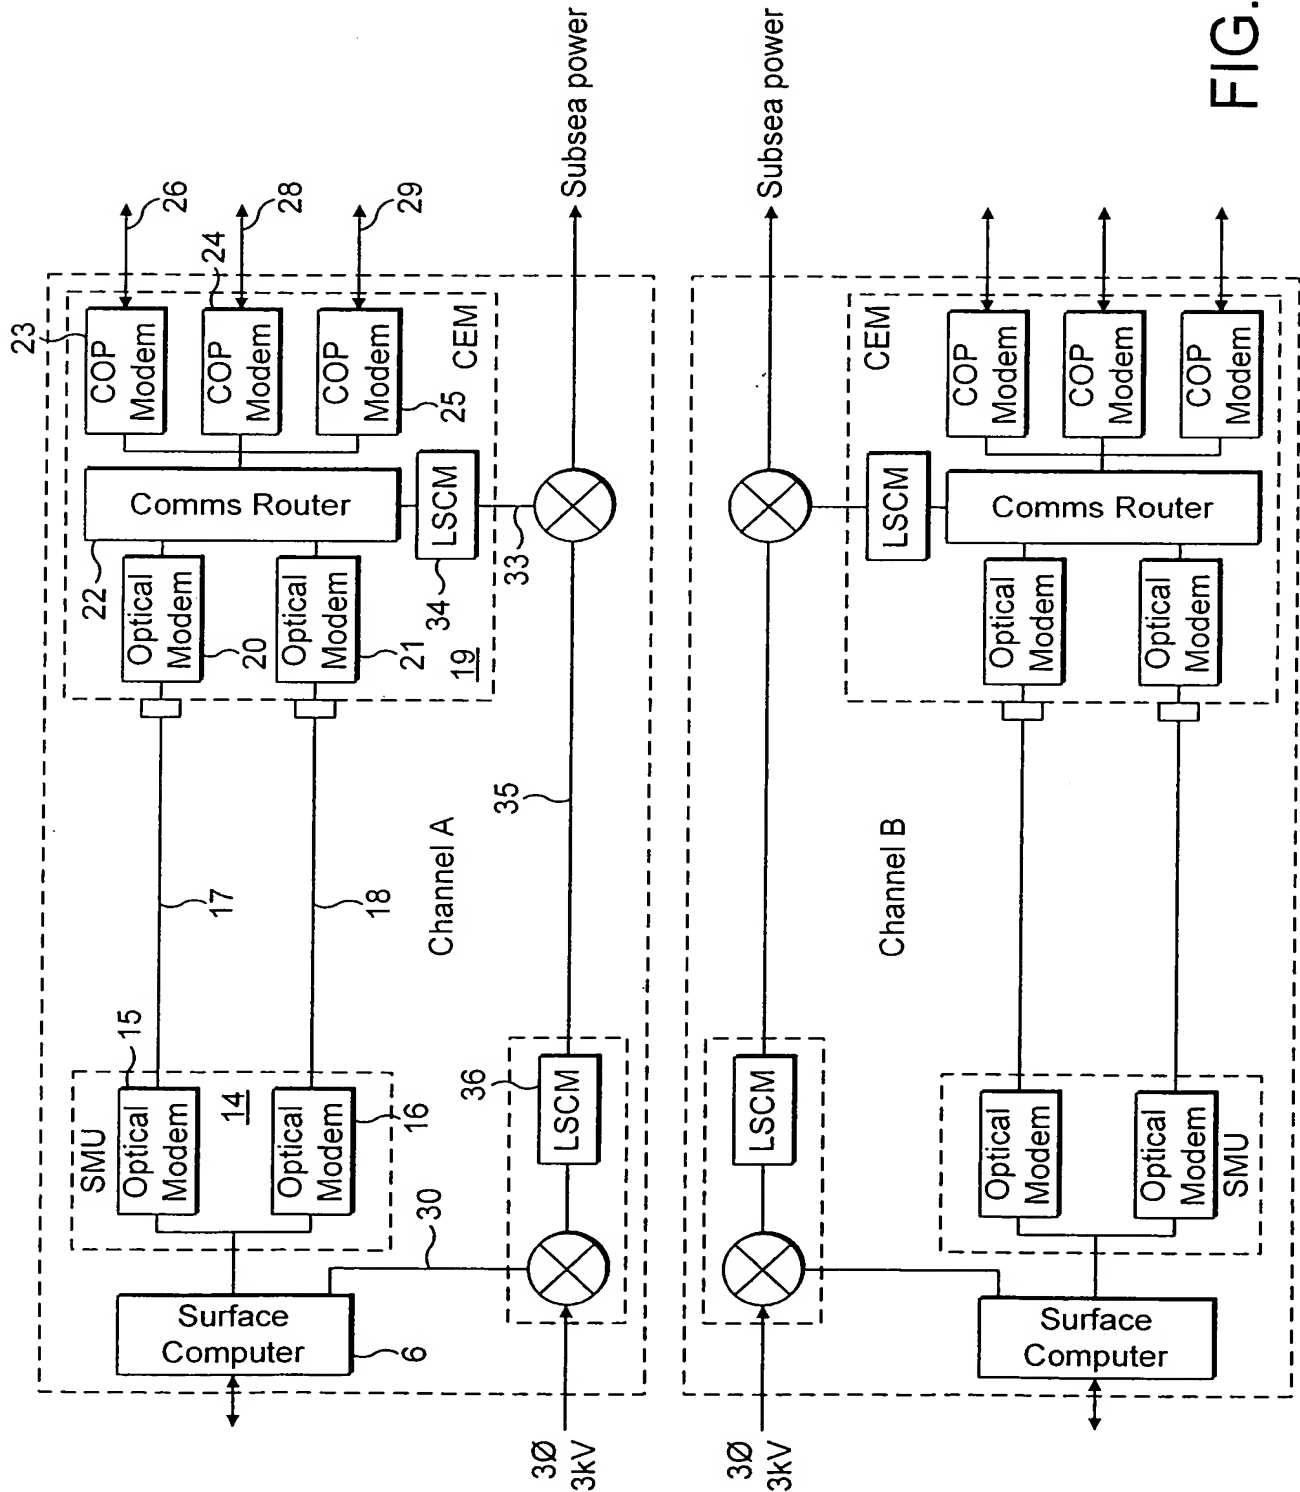 Surface
Computer
6
30
SMU
Optical
Modem
15
14
Optical
Modem
16
17
18
Channel A
3Ø
3kV
LSCM
36
35
Optical
Modem
20
Optical
Modem
21
19
22
Comms Router
LSCM
34
33
23
COP
Modem
24
COP
Modem
COP
Modem
25
CEM
26
28
29
Subsea power
3Ø
3kV
LSCM
Channel B
Surface
Computer
Optical
Modem
Optical
Modem
SMU
Optical
Modem
Optical
Modem
LSCM
Comms Router
CEM
COP
Modem
COP
Modem
COP
Modem
Subsea power
FIG.